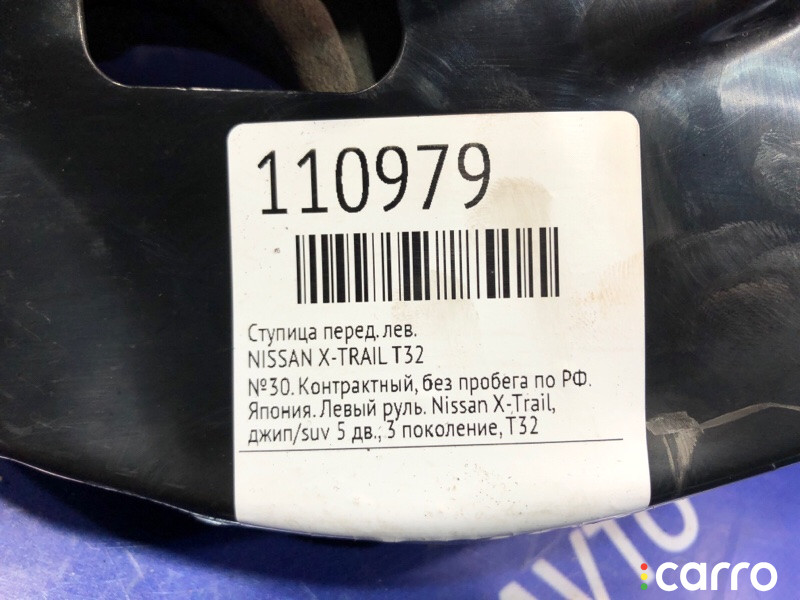 110979
Ступица перед. лев.
NISSAN X-TRAIL T32
№30. Контрактный, без пробега по РФ.
Япония. Левый руль. Nissan X-Trail,
джип/suv 5 дв., 3 поколение, T32
АВТО
carro